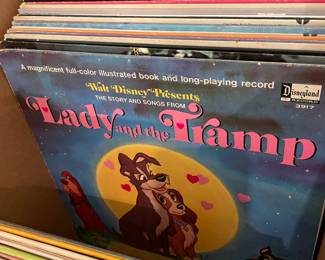 A magnificent full-color illustrated book and long-playing record
Walt Disney Presents
THE STORY AND SONGS FROM
Lady and the Tramp
Disneyland
3917